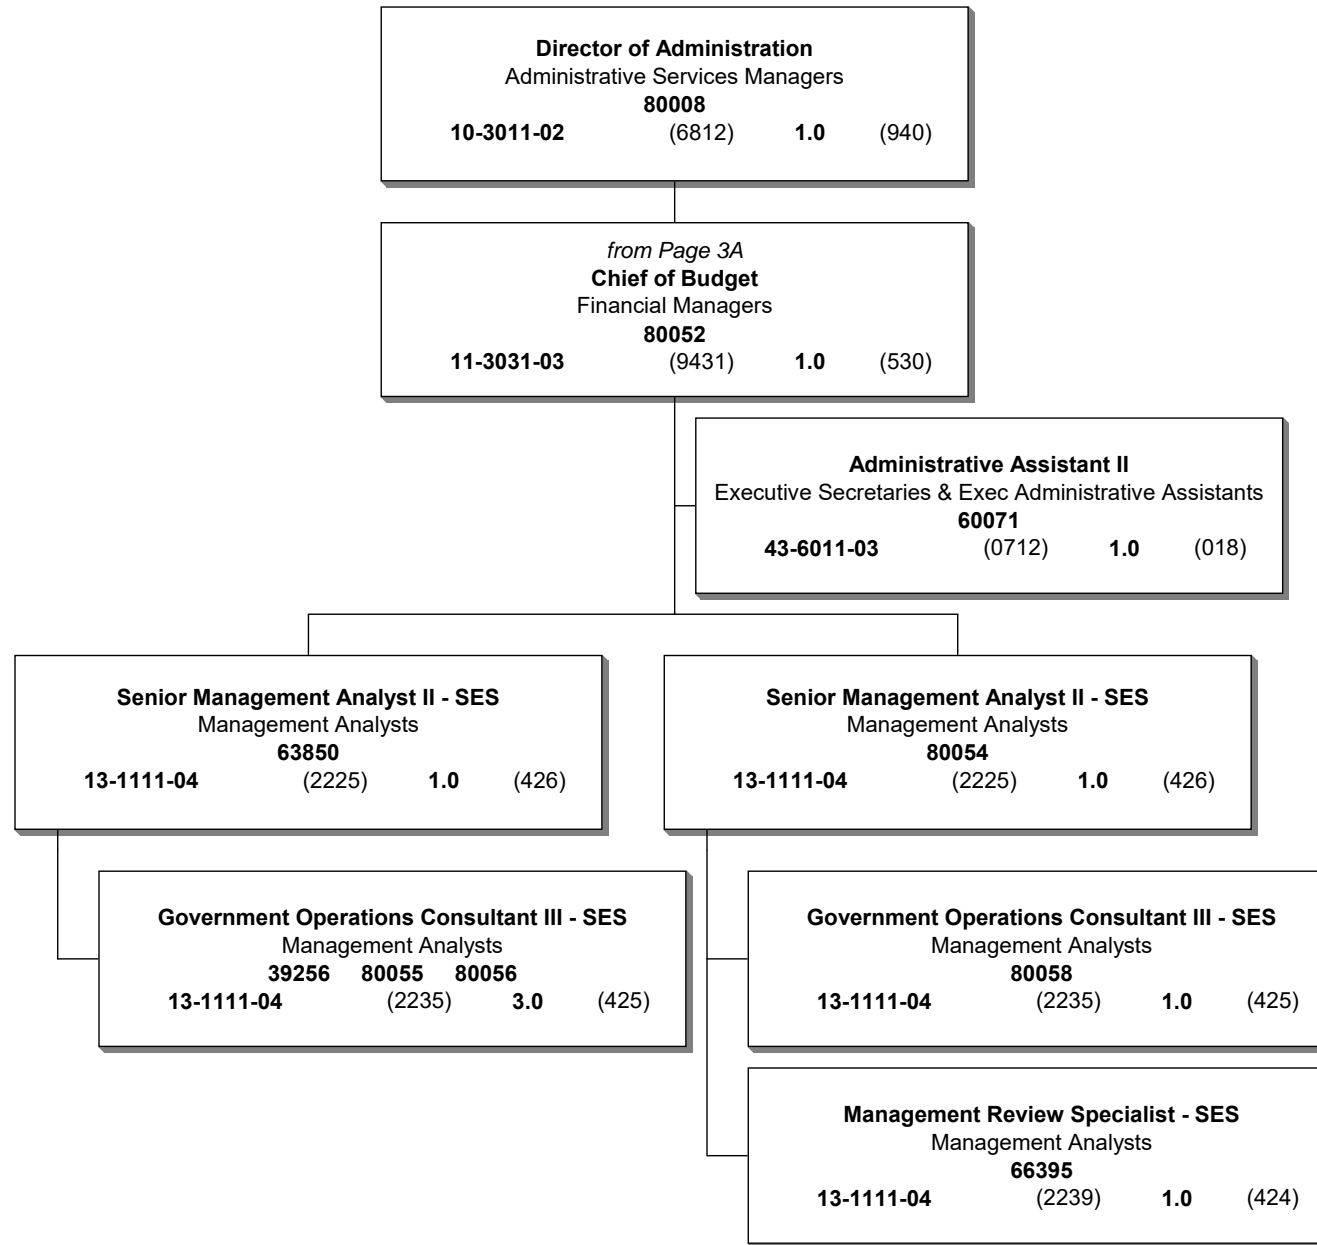 Director of Administration
Administrative Services Managers
80008
10-3011-02 (6812) 1.0 (940)
from Page 3A
Chief of Budget
Financial Managers
80052
11-3031-03 (9431) 1.0 (530)
Administrative Assistant II
Executive Secretaries & Exec Administrative Assistants
60071
43-6011-03 (0712) 1.0 (018)
Senior Management Analyst II - SES
Management Analysts
63850
13-1111-04 (2225) 1.0 (426)
Government Operations Consultant III - SES
Management Analysts
39256 80055 80056
13-1111-04 (2235) 3.0 (425)
Senior Management Analyst II - SES
Management Analysts
80054
13-1111-04 (2225) 1.0 (426)
Government Operations Consultant III - SES
Management Analysts
80058
13-1111-04 (2235) 1.0 (425)
Management Review Specialist - SES
Management Analysts
66395
13-1111-04 (2239) 1.0 (424)